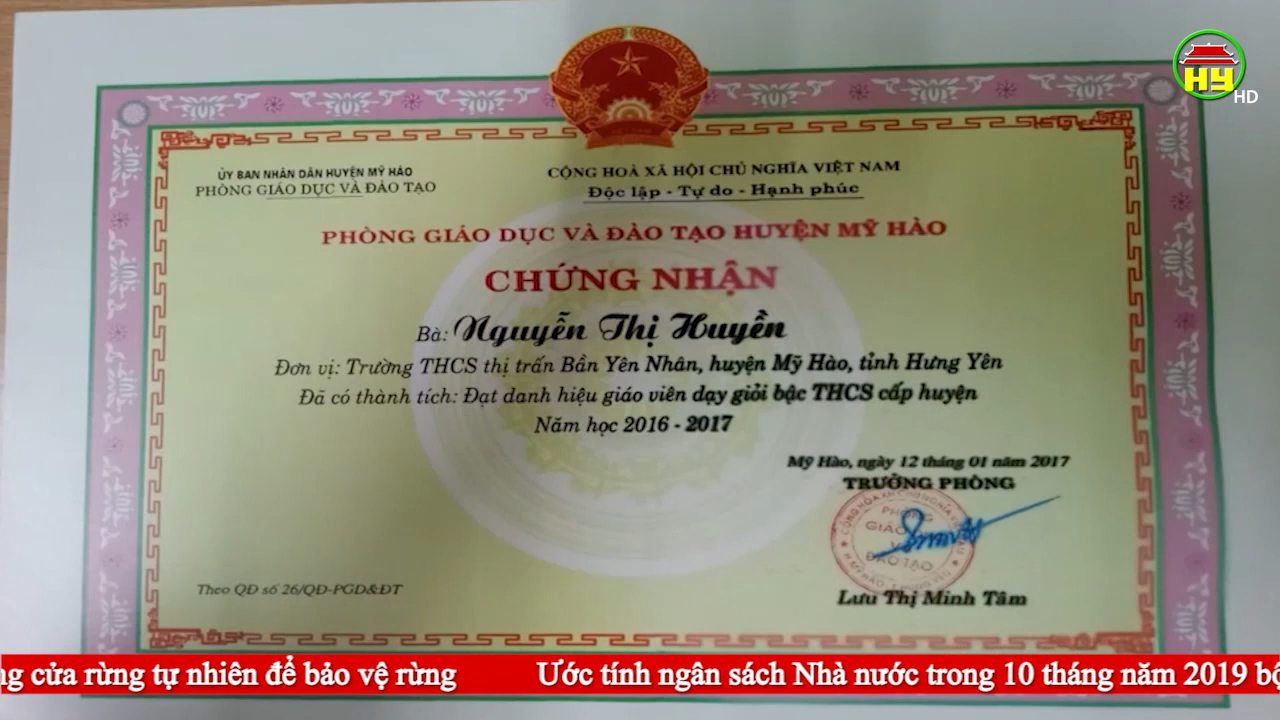 HY
HD
ỦY BAN NHÂN DÂN HUYỆN MỸ HÀO
PHÒNG GIÁO DỤC VÀ ĐÀO TẠO
CỘNG HOÀ XÃ HỘI CHỦ NGHĨA VIỆT NAM
Độc lập - Tự do - Hạnh phúc
PHÒNG GIÁO DỤC VÀ ĐÀO TẠO HUYỆN MỸ HÀO
CHỨNG NHẬN
Bà: Nguyễn Thị Huyền
Đơn vị: Trường THCS thị trấn Bần Yên Nhân, huyện Mỹ Hào, tỉnh Hưng Yên
Đã có thành tích: Đạt danh hiệu giáo viên dạy giỏi bậc THCS cấp huyện
Năm học 2016 - 2017
Mỹ Hào, ngày 12 tháng 01 năm 2017
TRƯỞNG PHÒNG
PHÒNG
ĐÀO TẠO
Lưu Thị Minh Tâm
Theo QĐ số 26/QĐ-PGD&ĐT
cửa rừng tự nhiên để bảo vệ rừng
Ước tính ngân sách Nhà nước trong 10 tháng năm 2019